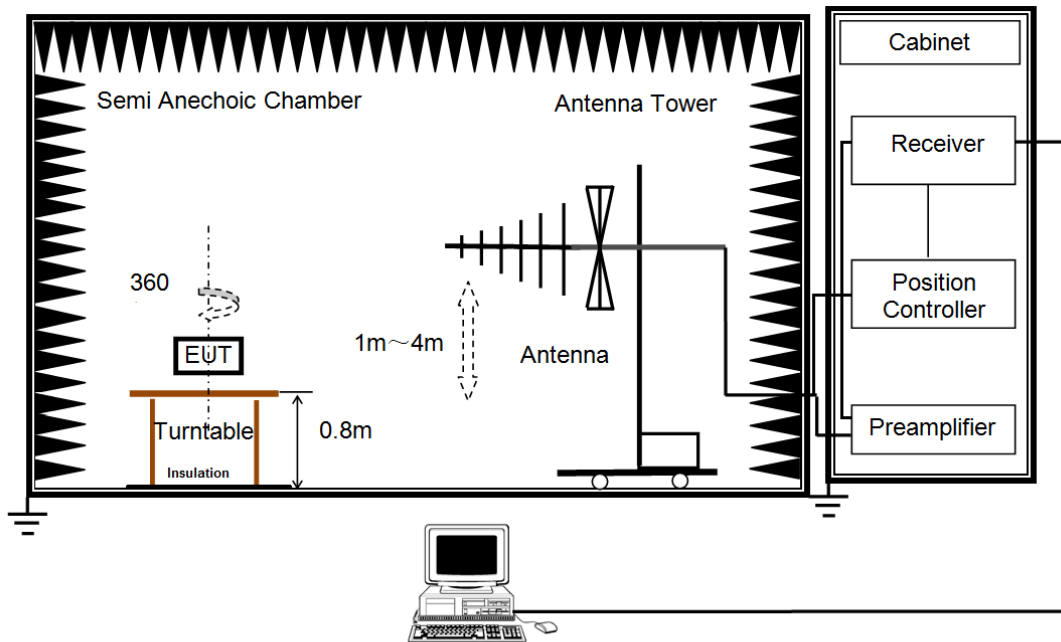 Cabinet
Semi Anechoic Chamber
Antenna Tower
Receiver
360
Position
Controller
1m～4m
EUT
Antenna
Turntable
0.8m
Preamplifier
Insulation